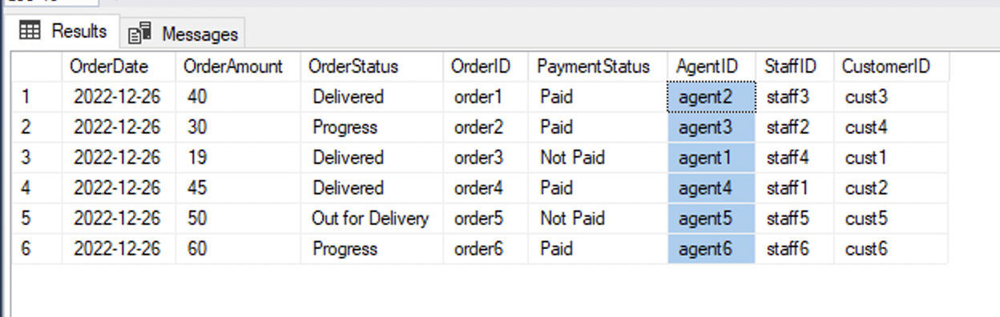 Results Messages
OrderDate OrderAmount OrderStatus OrderID PaymentStatus AgentID StaffID CustomerID
1 2022-12-26 40 Delivered order1 Paid agent2 staff3 cust3
2 2022-12-26 30 Progress order2 Paid agent3 staff2 cust4
3 2022-12-26 19 Delivered order3 Not Paid agent1 staff4 cust1
4 2022-12-26 45 Delivered order4 Paid agent4 staff1 cust2
5 2022-12-26 50 Out for Delivery order5 Not Paid agent5 staff5 cust5
6 2022-12-26 60 Progress order6 Paid agent6 staff6 cust6